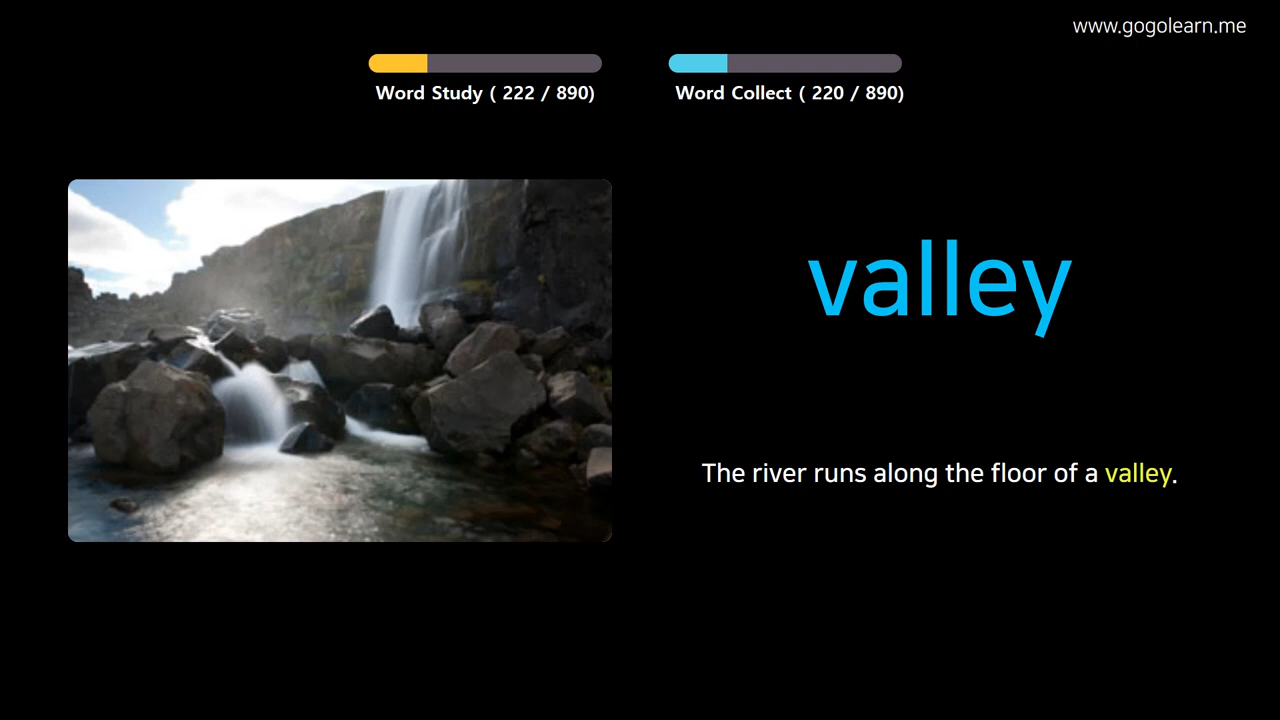 www.gogolearn.me
Word Study ( 222 / 890)
Word Collect ( 220 / 890)
valley
The river runs along the floor of a valley.